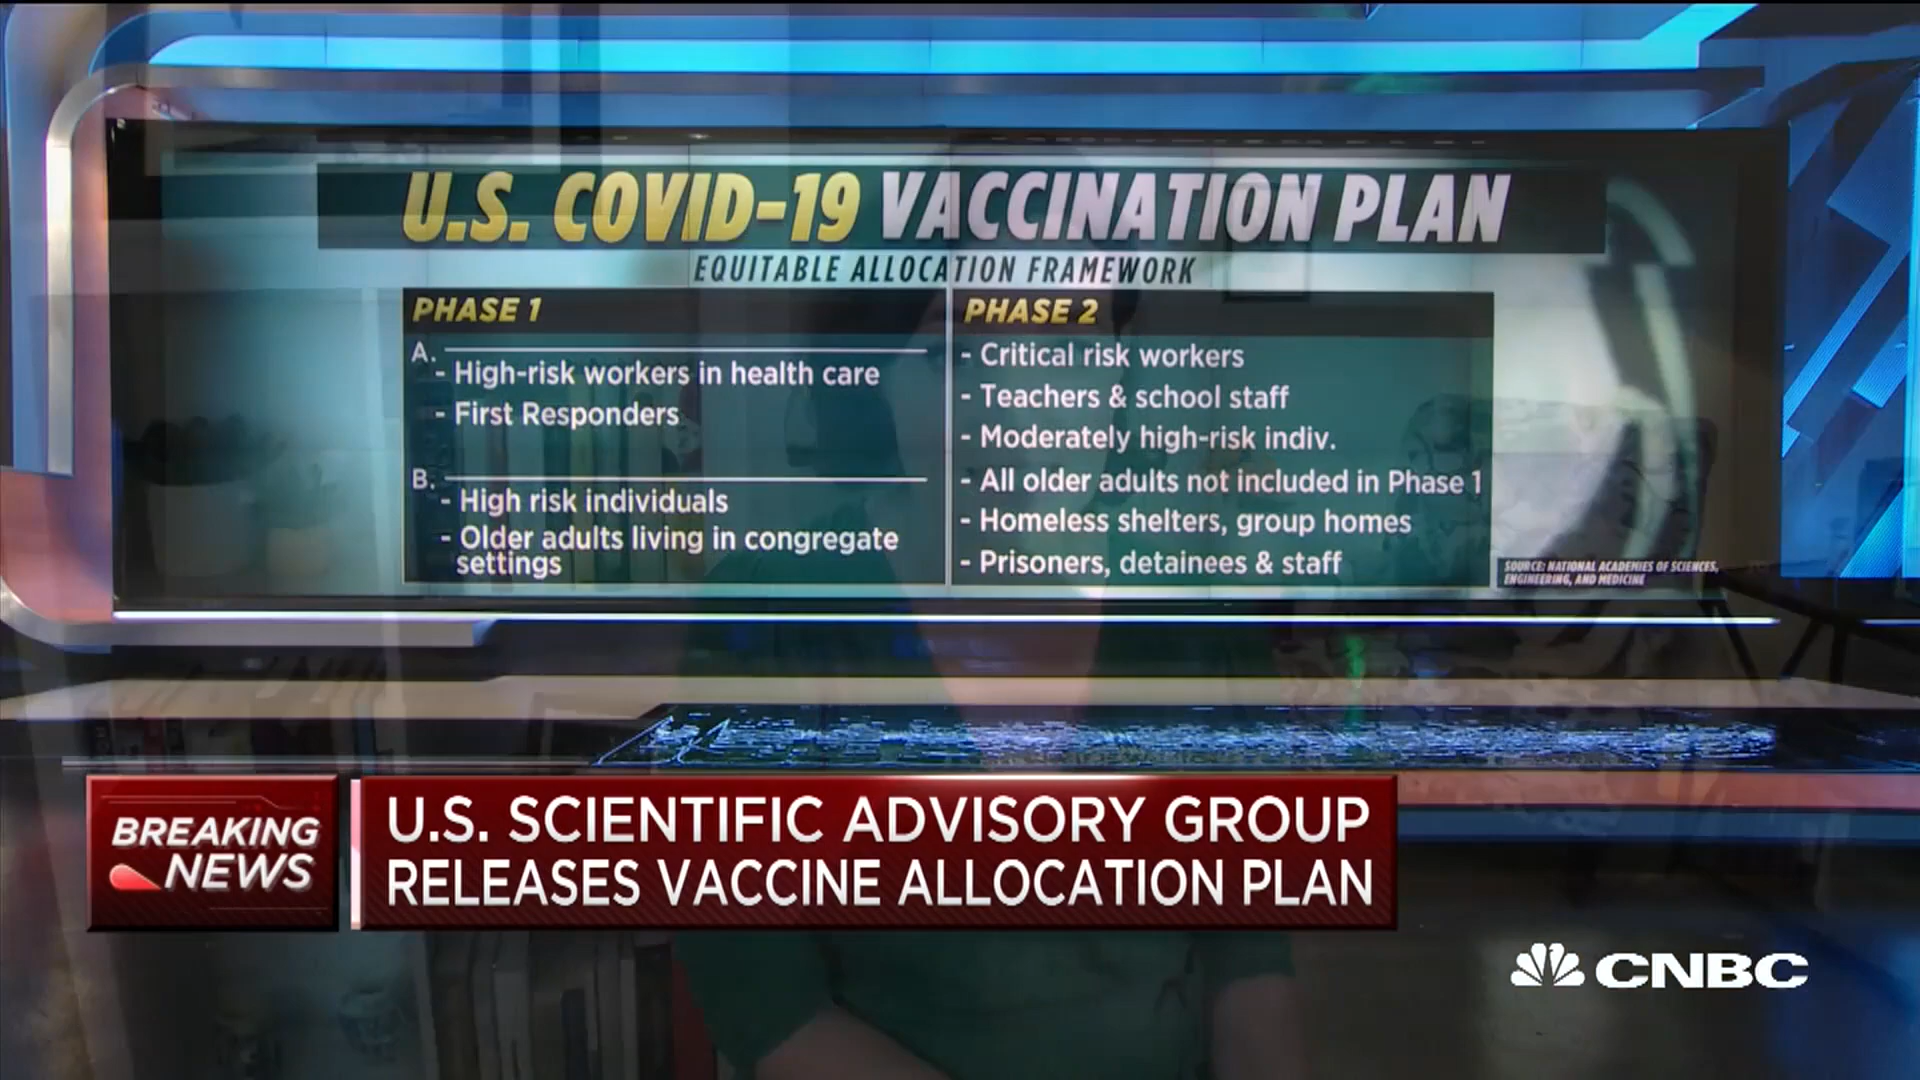 U.S. COVID-19 VACCINATION PLAN
EQUITABLE ALLOCATION FRAMEWORK
PHASE 1
A.
- High-risk workers in health care
- First Responders
B.
- High risk individuals
- Older adults living in congregate
settings
PHASE 2
- Critical risk workers
- Teachers & school staff
- Moderately high-risk indiv.
- All older adults not included in Phase 1
- Homeless shelters, group homes
- Prisoners, detainees & staff
SOURCE: NATIONAL ACADEMIES OF SCIENCES,
ENGINEERING, AND MEDICINE
BREAKING
NEWS
U.S. SCIENTIFIC ADVISORY GROUP
RELEASES VACCINE ALLOCATION PLAN
CNBC